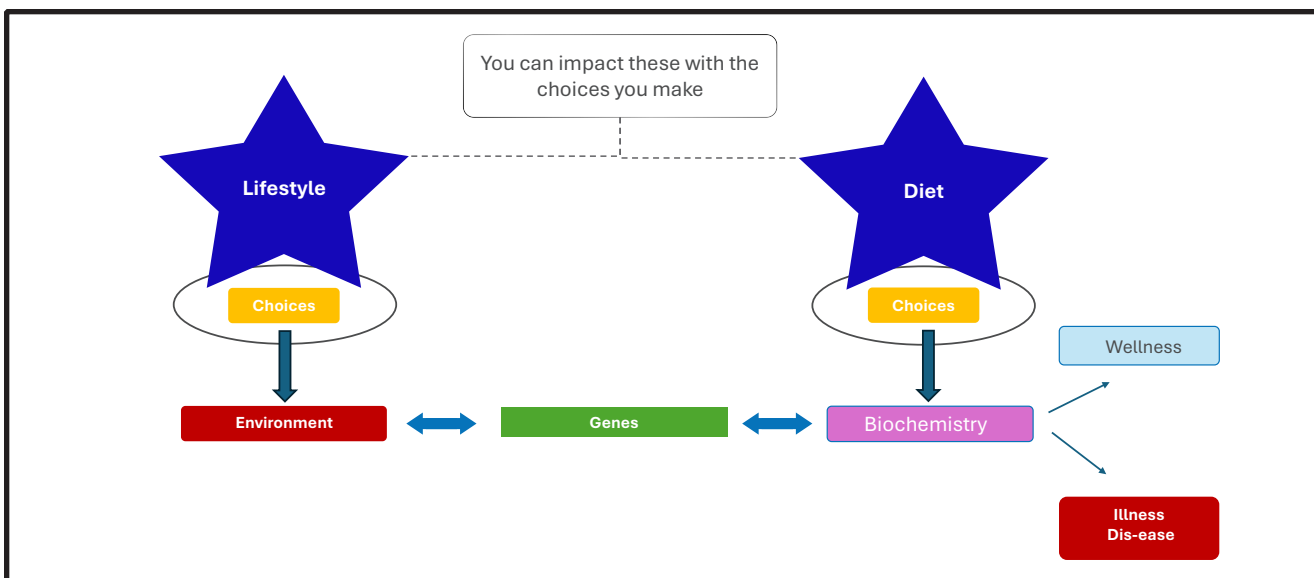 You can impact these with the
choices you make
Lifestyle
Diet
Choices
Choices
Wellness
Environment
Genes
Biochemistry
Illness
Dis-ease